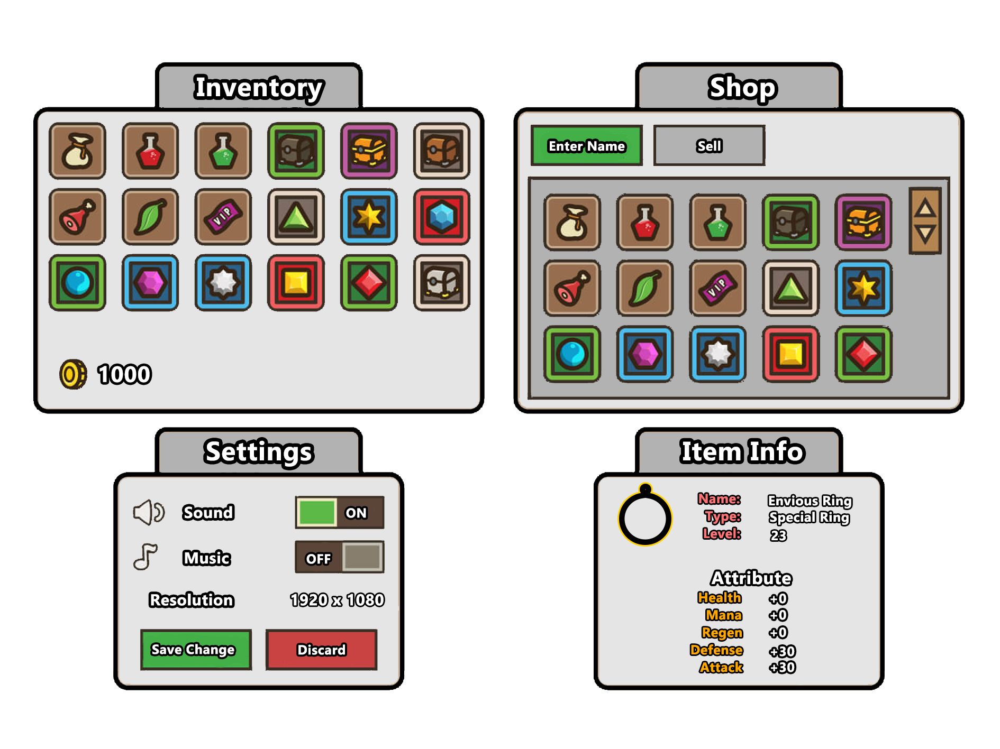 Inventory
VIP
1000
Shop
Enter Name
Sell
VIP
Settings
Sound
ON
Music
OFF
Resolution
1920 x 1080
Save Change
Discard
Item Info
Name: Envious Ring
Type: Special Ring
Level: 23
Attribute
Health +0
Mana +0
Regen +0
Defense +30
Attack +30